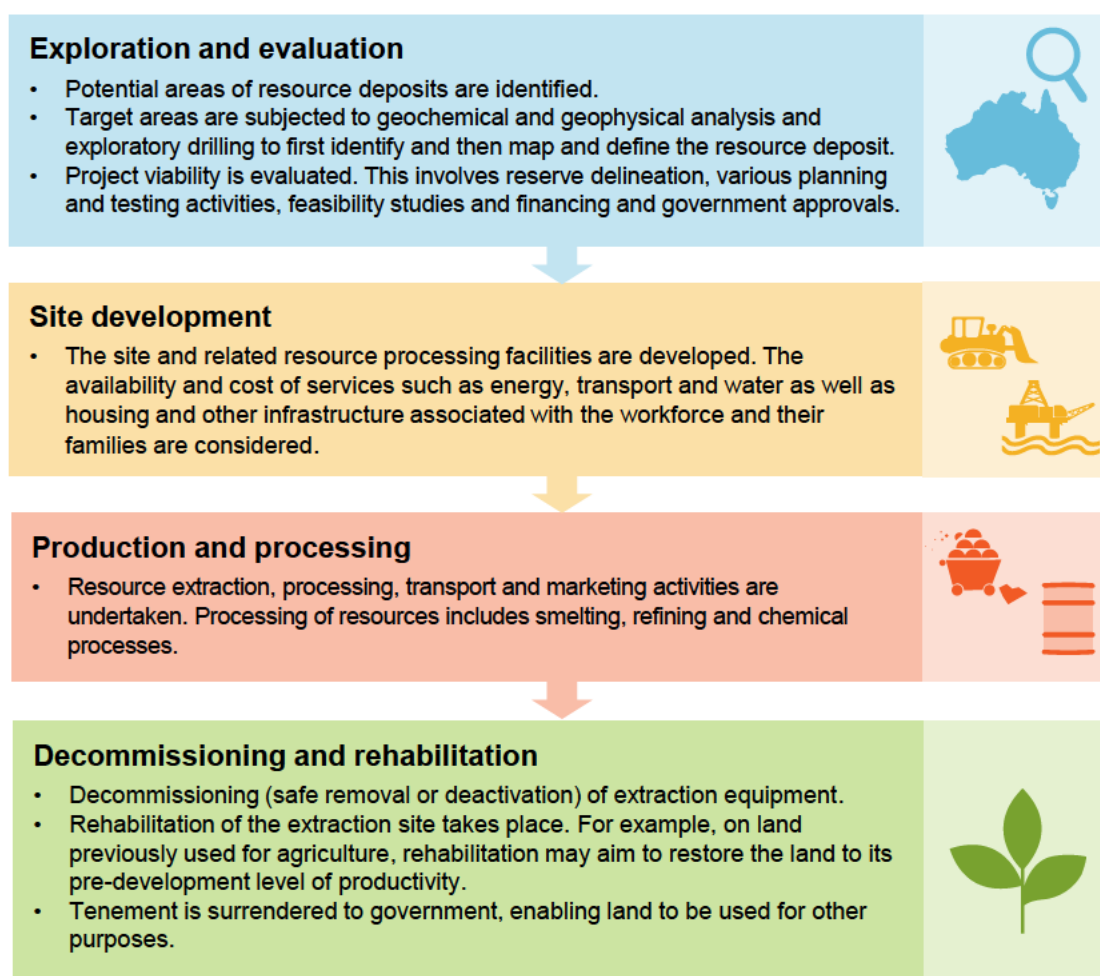 Exploration and evaluation
• Potential areas of resource deposits are identified.
• Target areas are subjected to geochemical and geophysical analysis and
exploratory drilling to first identify and then map and define the resource deposit.
• Project viability is evaluated. This involves reserve delineation, various planning
and testing activities, feasibility studies and financing and government approvals.
Site development
• The site and related resource processing facilities are developed. The
availability and cost of services such as energy, transport and water as well as
housing and other infrastructure associated with the workforce and their
families are considered.
Production and processing
• Resource extraction, processing, transport and marketing activities are
undertaken. Processing of resources includes smelting, refining and chemical
processes.
Decommissioning and rehabilitation
• Decommissioning (safe removal or deactivation) of extraction equipment.
• Rehabilitation of the extraction site takes place. For example, on land
previously used for agriculture, rehabilitation may aim to restore the land to its
pre-development level of productivity.
• Tenement is surrendered to government, enabling land to be used for other
purposes.